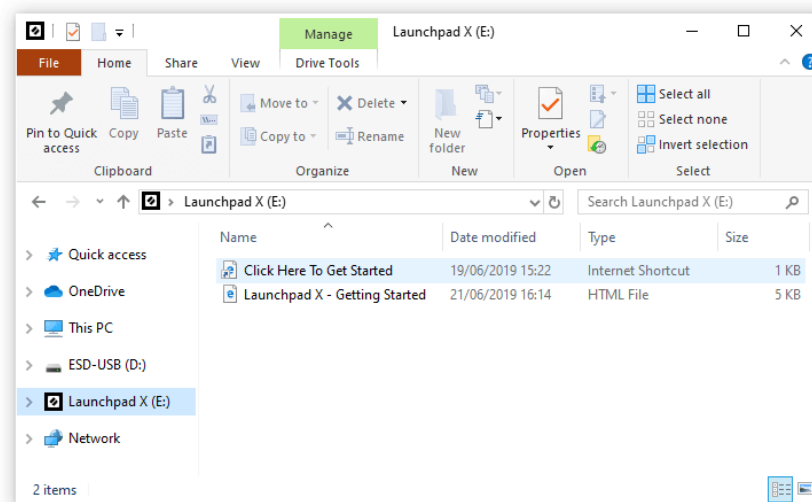 Manage Launchpad X (E:)
File Home Share View Drive Tools
Pin to Quick access
Copy
Paste
Clipboard
Move to
Copy to
Delete
Rename
Organize
New folder
New
Properties
Open
Select all
Select none
Invert selection
Select
Launchpad X (E:)
Search Launchpad X (E:)
Name Date modified Type Size
Click Here To Get Started 19/06/2019 15:22 Internet Shortcut 1 KB
Launchpad X - Getting Started 21/06/2019 16:14 HTML File 5 KB
Quick access
OneDrive
This PC
ESD-USB (D:)
Launchpad X (E:)
Network
2 items